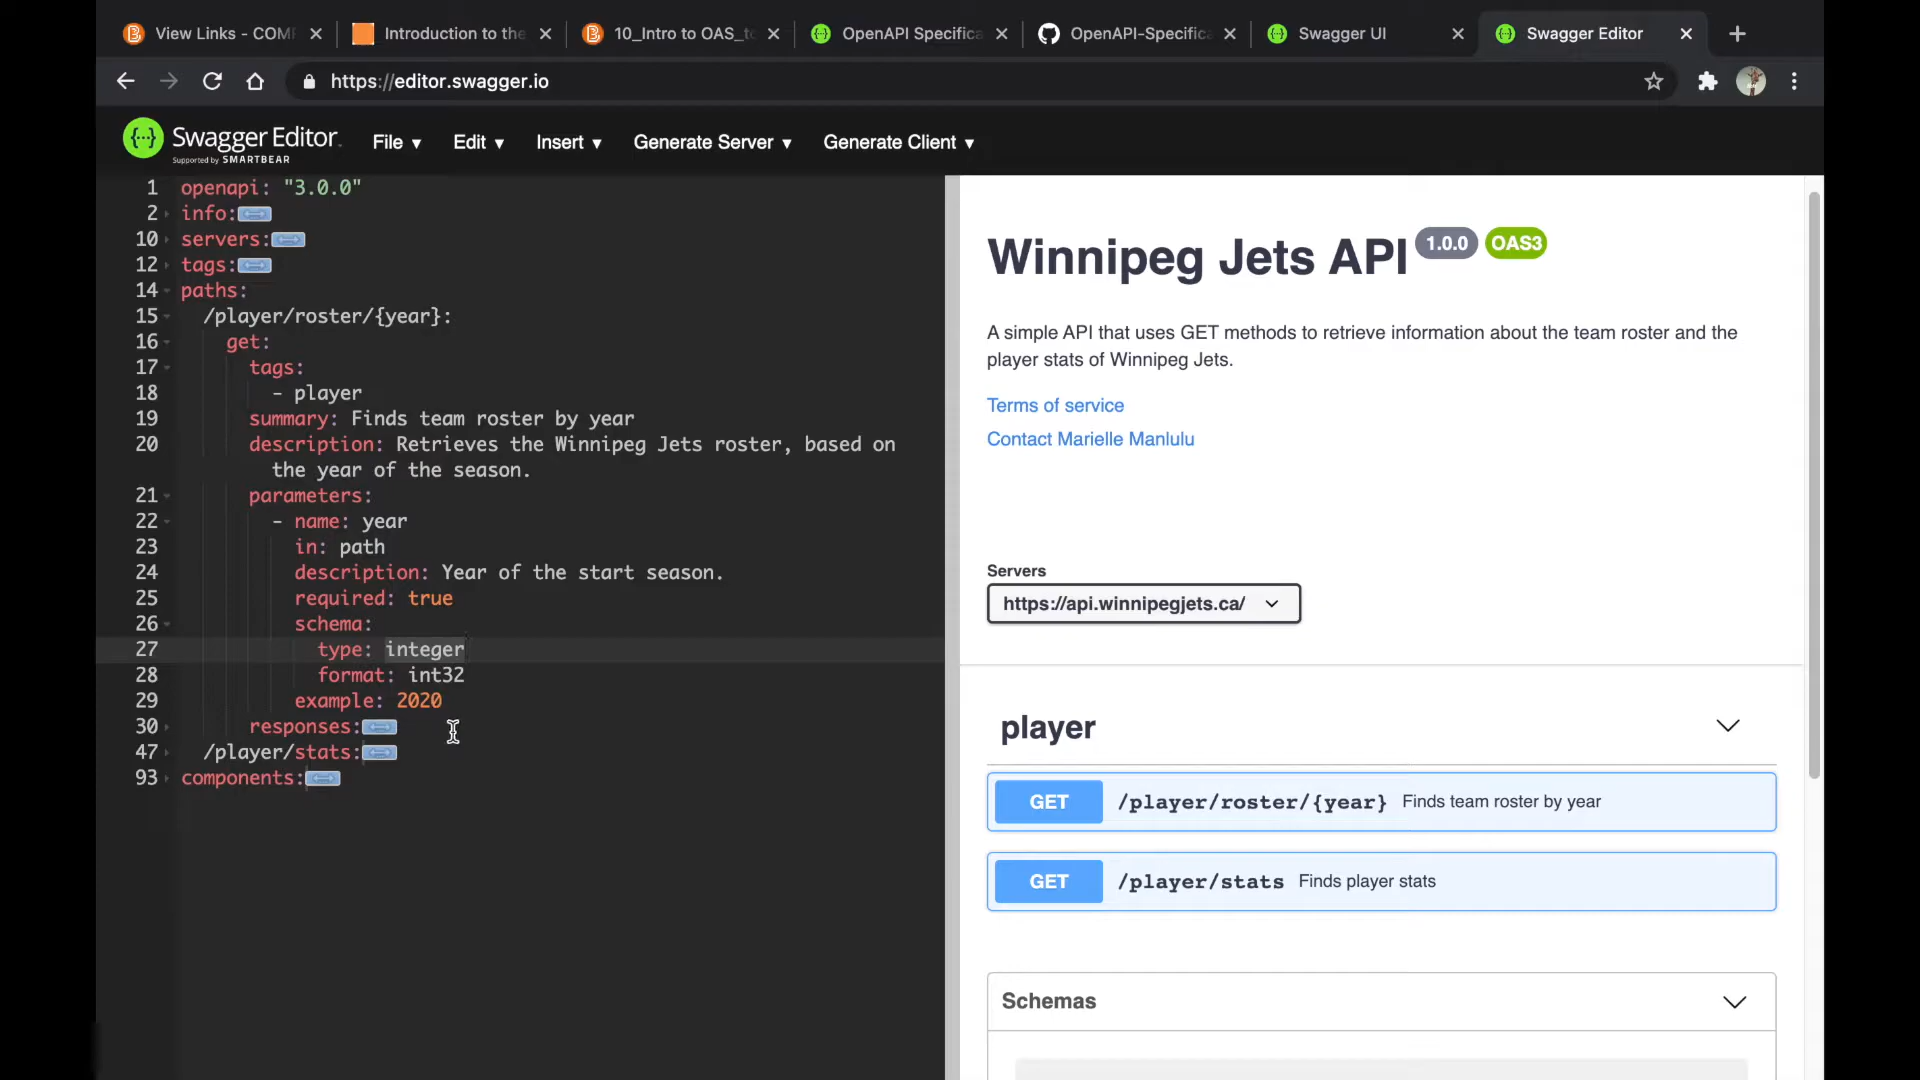 View Links - COMP
Introduction to the
10_Intro to OAS_to
OpenAPI Specifica
OpenAPI-Specifica
Swagger UI
Swagger Editor
https://editor.swagger.io
Swagger Editor
Supported by SMARTBEAR
File
Edit
Insert
Generate Server
Generate Client
1 openapi: "3.0.0"
2 info:
10 servers:
12 tags:
14 paths:
15 /player/roster/{year}:
16 get:
17 tags:
18 - player
19 summary: Finds team roster by year
20 description: Retrieves the Winnipeg Jets roster, based on
the year of the season.
21 parameters:
22 - name: year
23 in: path
24 description: Year of the start season.
25 required: true
26 schema:
27 type: integer
28 format: int32
29 example: 2020
30 responses:
47 /player/stats:
93 components:
Winnipeg Jets API 1.0.0 OAS3
A simple API that uses GET methods to retrieve information about the team roster and the
player stats of Winnipeg Jets.
Terms of service
Contact Marielle Manlulu
Servers
https://api.winnipegjets.ca/
player
GET /player/roster/{year} Finds team roster by year
GET /player/stats Finds player stats
Schemas